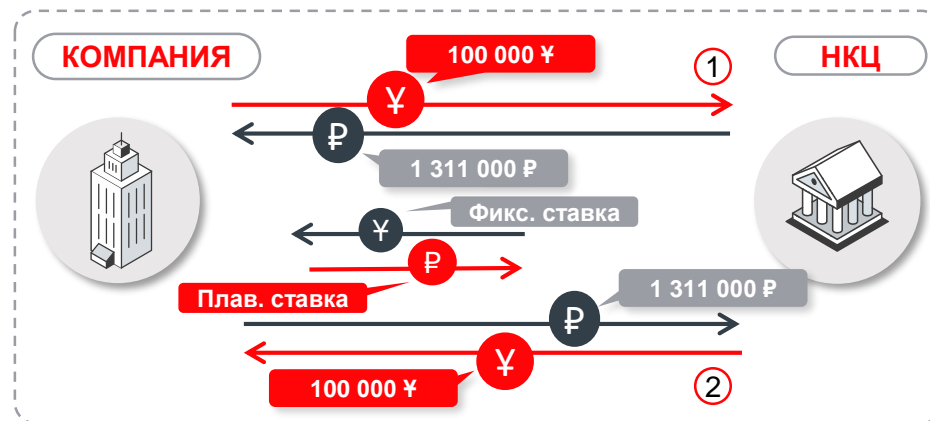 КОМПАНИЯ
100 000 ¥
1
НКЦ
¥
₽
1 311 000 ₽
Фикс. ставка
¥
₽
Плав. ставка
1 311 000 ₽
₽
¥
100 000 ¥
2